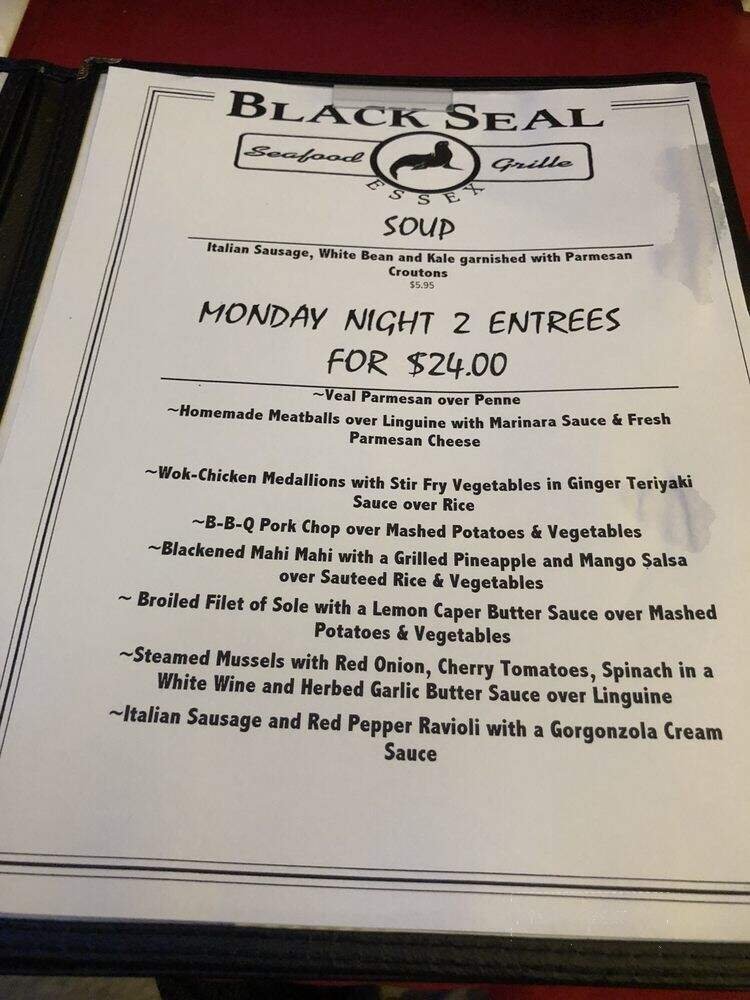 BLACK SEAL
Seafood Grille
ESSEX
SOUP
Italian Sausage, White Bean and Kale garnished with Parmesan
Croutons
$5.95
MONDAY NIGHT 2 ENTREES
FOR $24.00
~Veal Parmesan over Penne
~Homemade Meatballs over Linguine with Marinara Sauce & Fresh
Parmesan Cheese
~Wok-Chicken Medallions with Stir Fry Vegetables in Ginger Teriyaki
Sauce over Rice
~B-B-Q Pork Chop over Mashed Potatoes & Vegetables
~Blackened Mahi Mahi with a Grilled Pineapple and Mango Salsa
over Sauteed Rice & Vegetables
~ Broiled Filet of Sole with a Lemon Caper Butter Sauce over Mashed
Potatoes & Vegetables
~Steamed Mussels with Red Onion, Cherry Tomatoes, Spinach in a
White Wine and Herbed Garlic Butter Sauce over Linguine
~Italian Sausage and Red Pepper Ravioli with a Gorgonzola Cream
Sauce